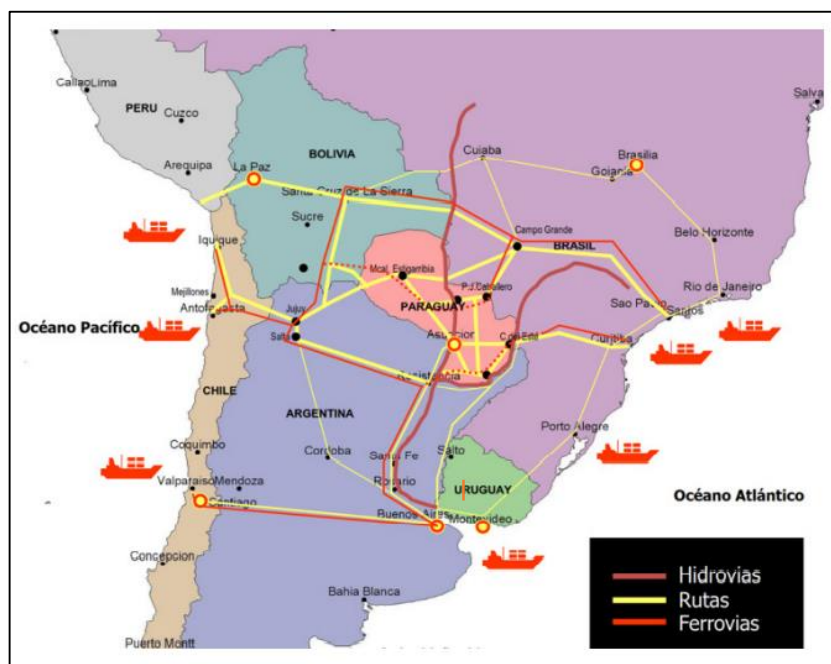 Salva
Callao Lima
PERU
Cuzco
Cuiaba
Brasilia
Arequipa
La Paz
BOLIVIA
Goiania
Santa Cruz de La Sierra
Sucre
Campo Grande
Belo Horizonte
BRASIL
Iquique
Mcal. Estigarribia
Mejillones
P.J.Caballero
Rio de Janeiro
Antofagasta
Jujuy
PARAGUAY
Sao Paulo
Santos
Océano Pacífico
Asuncion
Salta
Curitiba
Resistencia
CHILE
ARGENTINA
Porto Alegre
Coquimbo
Cordoba
Santa Fe
Salto
Valparaiso
Mendoza
Rosario
URUGUAY
Océano Atlántico
Santiago
Buenos Aires
Montevideo
Concepcion
Bahia Blanca
Hidrovias
Rutas
Ferrovias
Puerto Montt